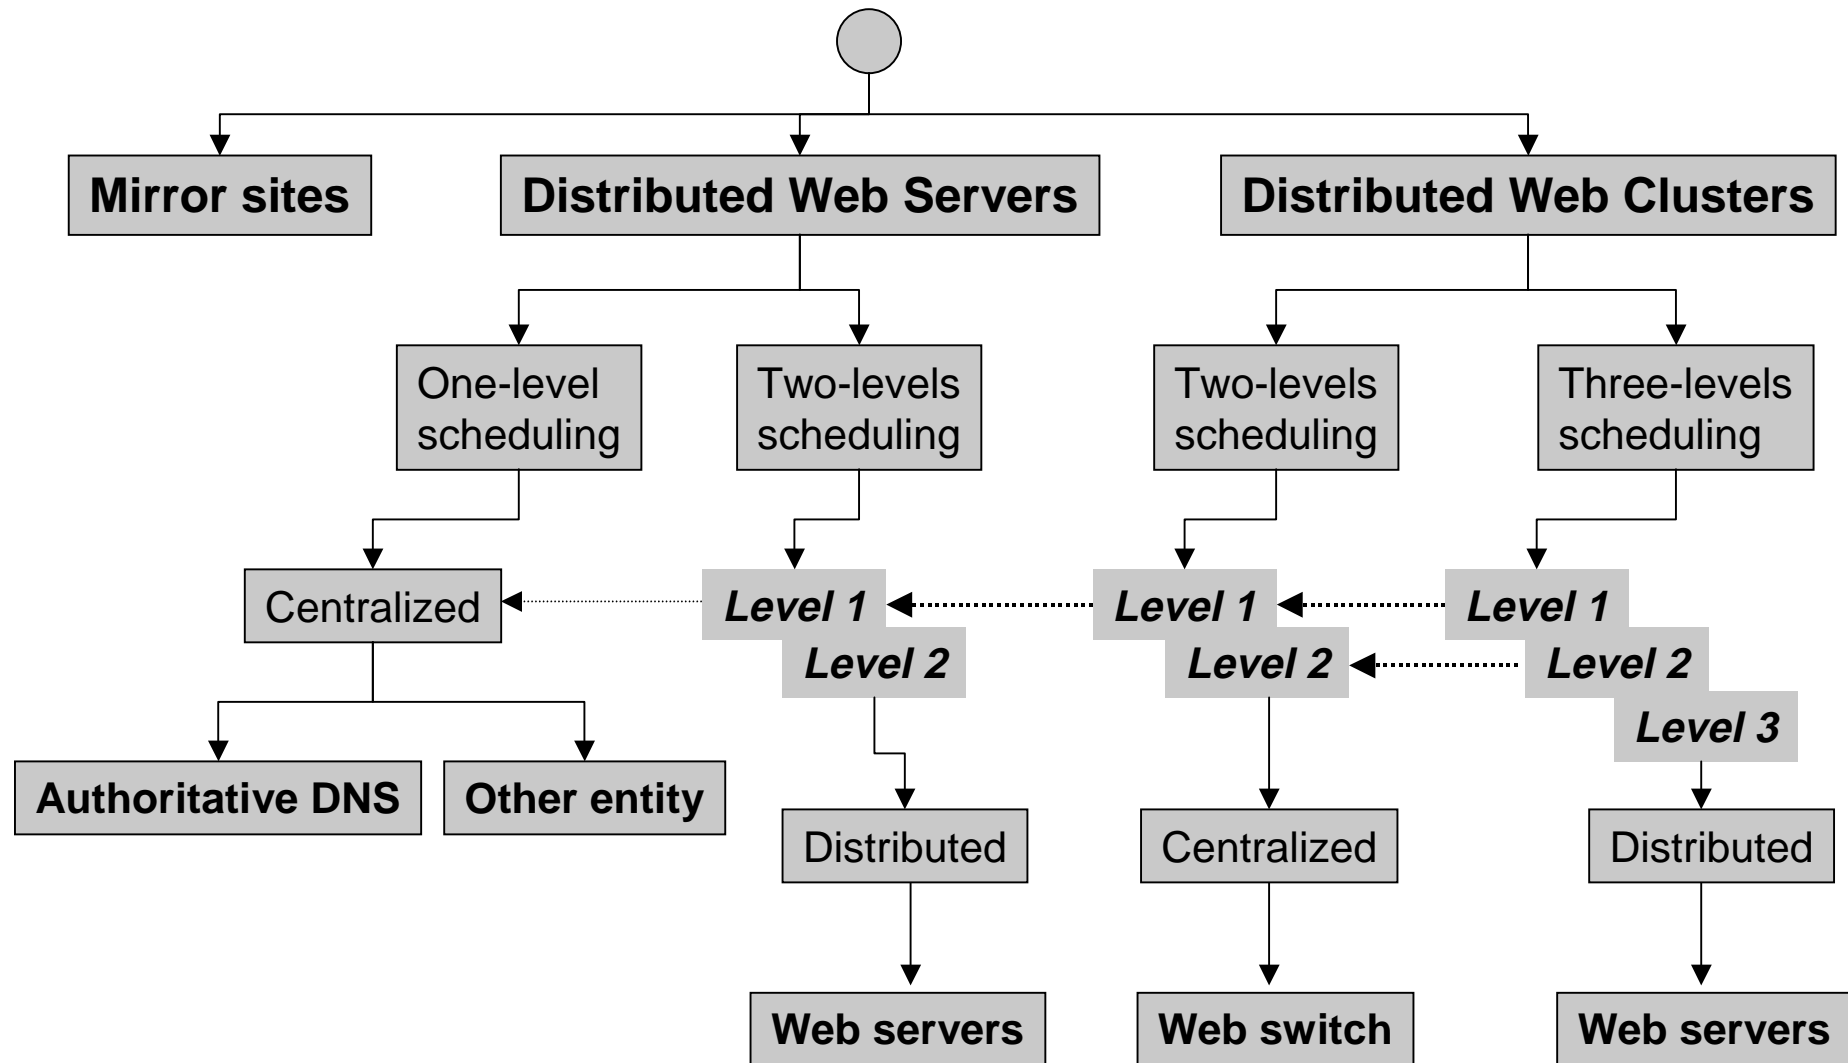 Mirror sites
Distributed Web Servers
Distributed Web Clusters
One-level
scheduling
Two-levels
scheduling
Two-levels
scheduling
Three-levels
scheduling
Centralized
Level 1
Level 1
Level 1
Level 2
Level 2
Level 2
Level 3
Authoritative DNS
Other entity
Distributed
Centralized
Distributed
Web servers
Web switch
Web servers